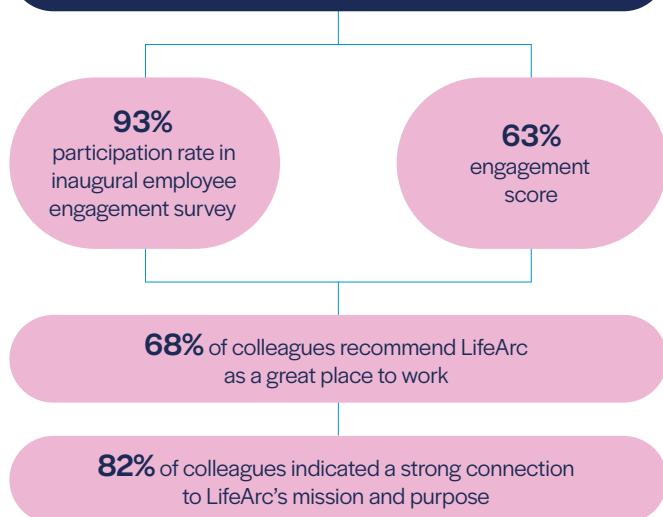 93%
participation rate in
inaugural employee
engagement survey
63%
engagement
score
68% of colleagues recommend LifeArc
as a great place to work
82% of colleagues indicated a strong connection
to LifeArc’s mission and purpose